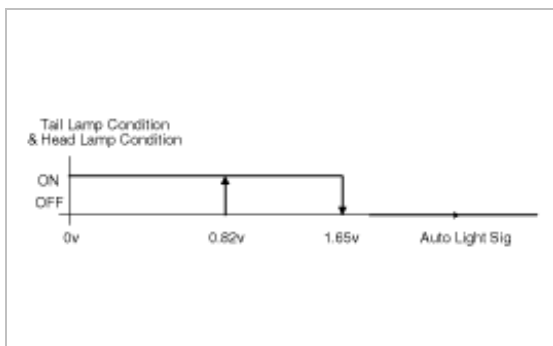 Tail Lamp Condition
& Head Lamp Condition
ON
OFF
0v 0.82v 1.65v Auto Light Sig